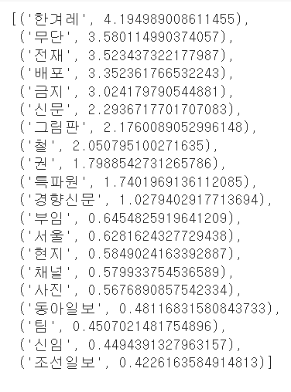 [('한겨레', 4.194989008611455),
('무단', 3.580114990374057),
('전재', 3.523437322177987),
('배포', 3.352361766532243),
('금지', 3.024179790544881),
('신문', 2.2936717701707083),
('그림판', 2.1760089052996148),
('철', 2.050795100271635),
('권', 1.7988542731265786),
('특파원', 1.7401969136112085),
('경향신문', 1.0279402917713694),
('부임', 0.6454825919641209),
('서울', 0.6281624327729438),
('현지', 0.5849024163392887),
('채널', 0.579933754536589),
('사진', 0.5676890857542334),
('동아일보', 0.48116831580843733),
('팀', 0.4507021481754896),
('신임', 0.4494391327963157),
('조선일보', 0.4226163584914813)]